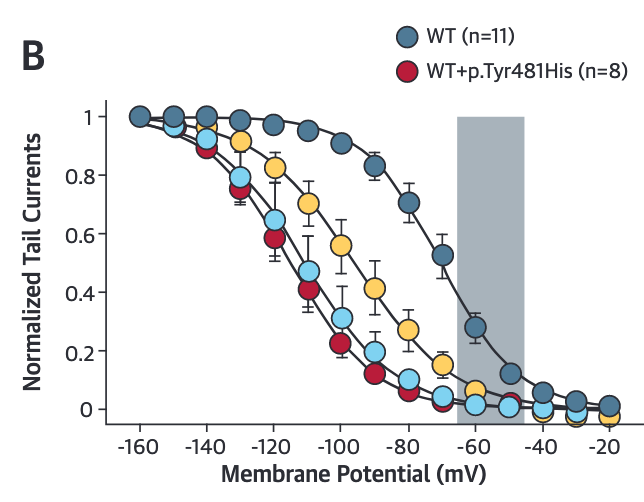 B
WT (n=11)
WT+p.Tyr481His (n=8)
Normalized Tail Currents
1
0.8
0.6
0.4
0.2
0
-160 -140 -120 -100 -80 -60 -40 -20
Membrane Potential (mV)